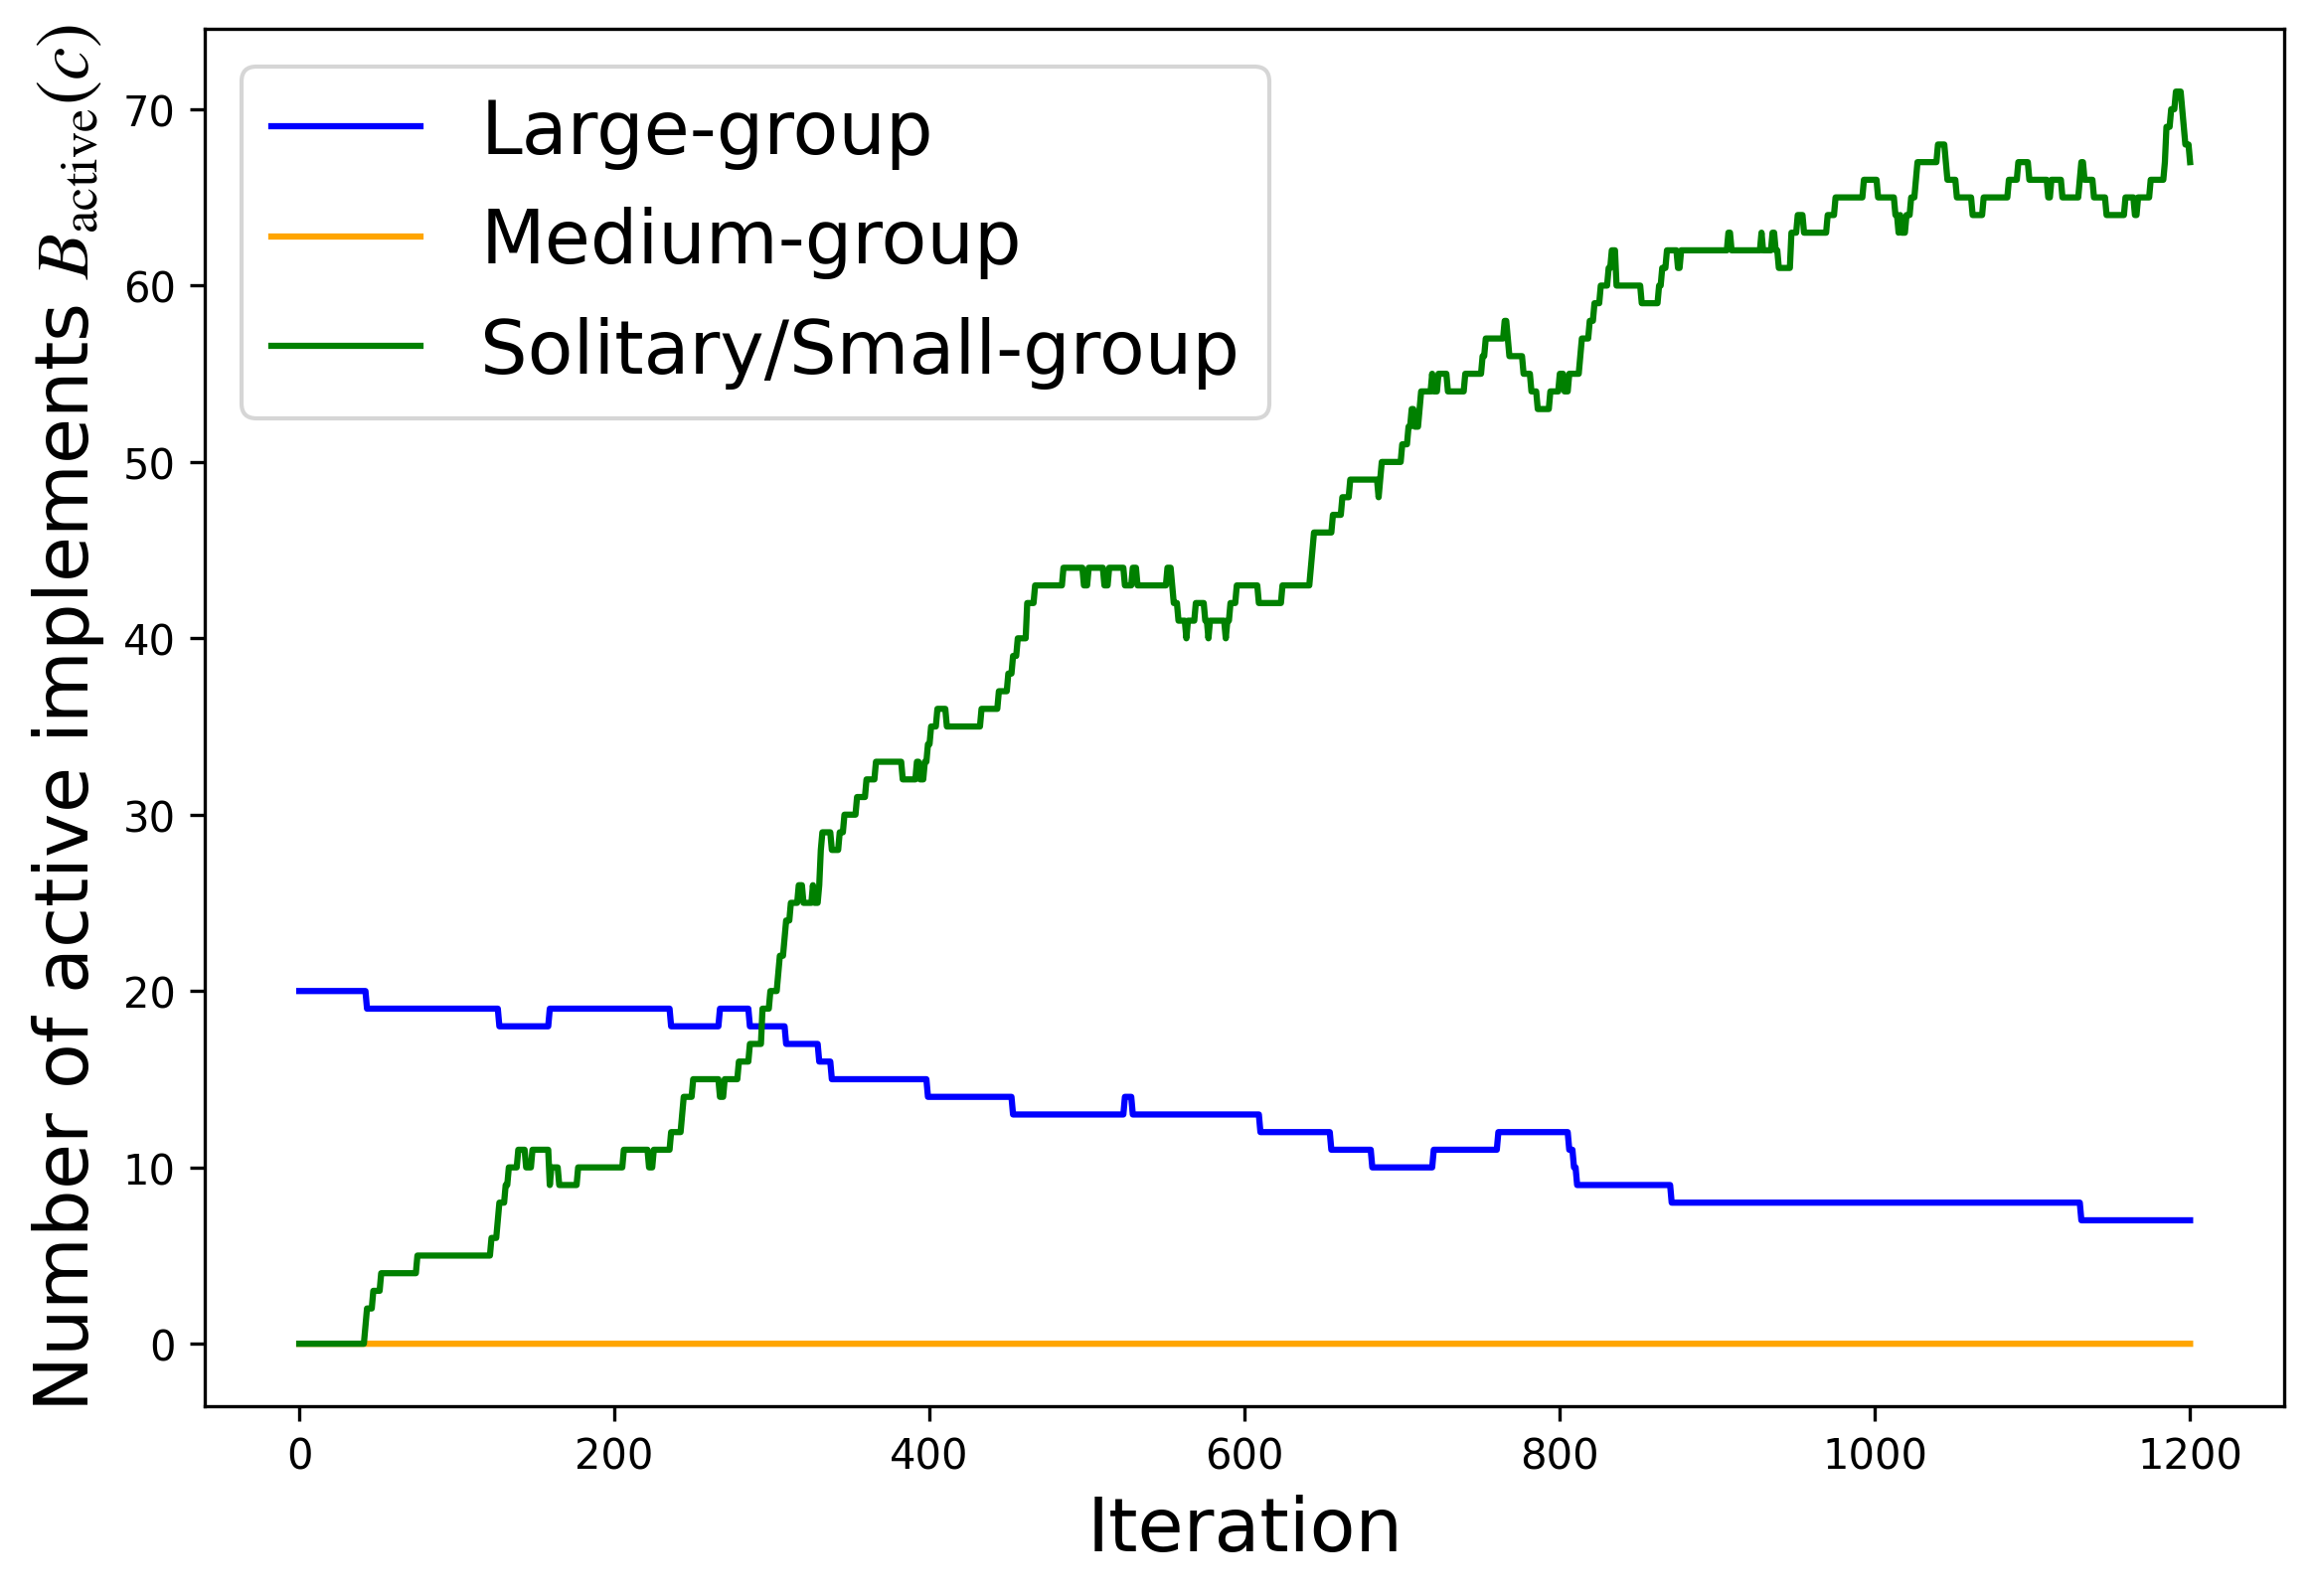 Number of active implements B_active(c)
70
60
50
40
30
20
10
0
Large-group
Medium-group
Solitary/Small-group
0 200 400 600 800 1000 1200
Iteration